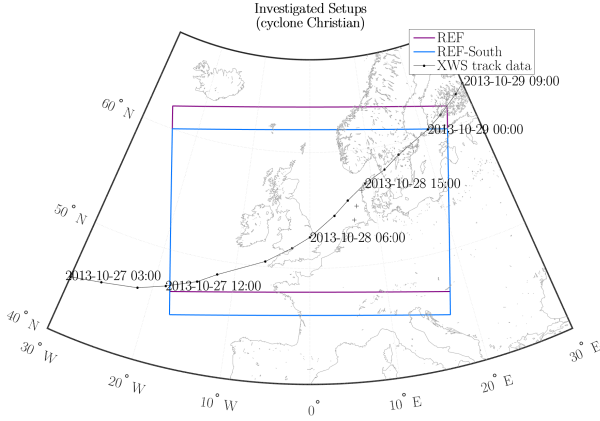 Investigated Setups
(cyclone Christian)
REF
REF-South
XWS track data
2013-10-29 09:00
60° N
2013-10-29 00:00
2013-10-28 15:00
50° N
2013-10-28 06:00
2013-10-27 03:00
2013-10-27 12:00
40° N
30° W
20° W
10° W
0°
10° E
20° E
30° E